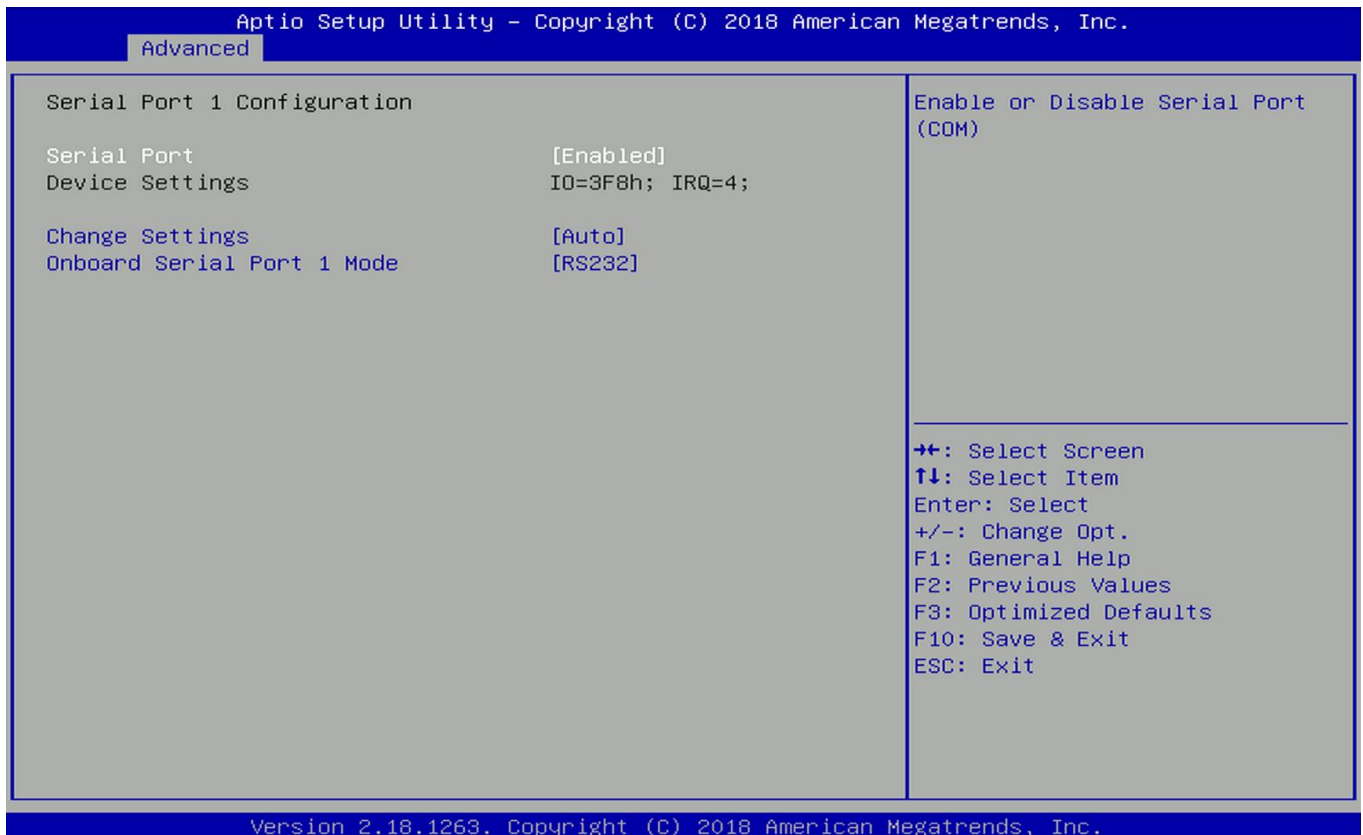 Aptio Setup Utility – Copyright (C) 2018 American Megatrends, Inc.
Advanced
Serial Port 1 Configuration
Serial Port [Enabled]
Device Settings IO=3F8h; IRQ=4;
Change Settings [Auto]
Onboard Serial Port 1 Mode [RS232]
Enable or Disable Serial Port
(COM)
→←: Select Screen
↑↓: Select Item
Enter: Select
+/-: Change Opt.
F1: General Help
F2: Previous Values
F3: Optimized Defaults
F10: Save & Exit
ESC: Exit
Version 2.18.1263. Copyright (C) 2018 American Megatrends, Inc.